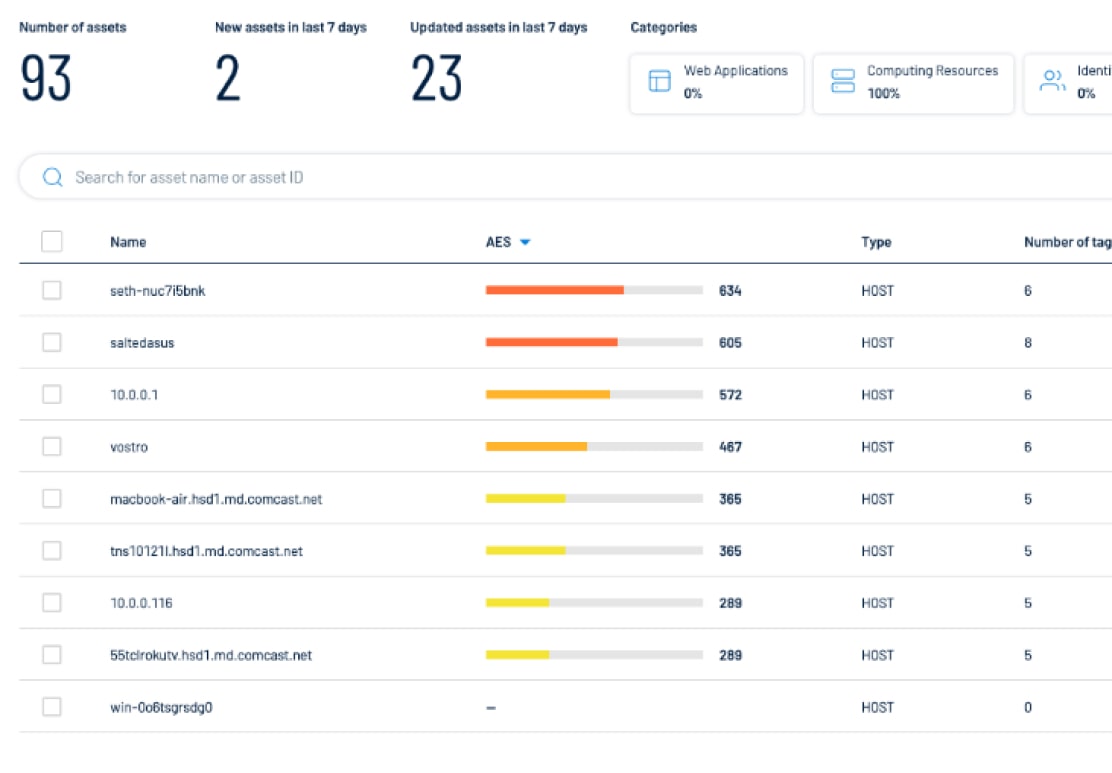 Number of assets New assets in last 7 days Updated assets in last 7 days Categories
93 2 23
Web Applications Computing Resources Identi
0% 100% 0%
Search for asset name or asset ID
Name AES Type Number of tag
seth-nuc7i5bnk 634 HOST 6
saltedasus 605 HOST 8
10.0.0.1 572 HOST 6
vostro 467 HOST 6
macbook-air.hsd1.md.comcast.net 365 HOST 5
tns10121l.hsd1.md.comcast.net 365 HOST 5
10.0.0.116 289 HOST 5
55tclrokutv.hsd1.md.comcast.net 289 HOST 5
win-0o6tsgrsdg0 – HOST 0